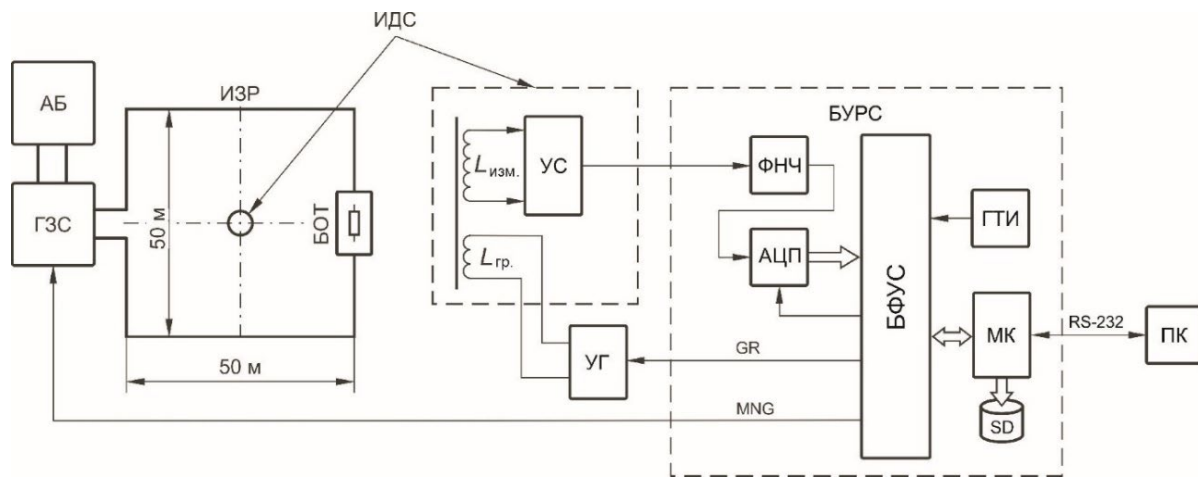 ИДС
АБ
ИЗР
ГЗС
50 м
БОТ
50 м
Lизм.
УС
Lгр.
УГ
БУРС
ФНЧ
АЦП
БФУС
ГТИ
МК
RS-232
ПК
SD
GR
MNG